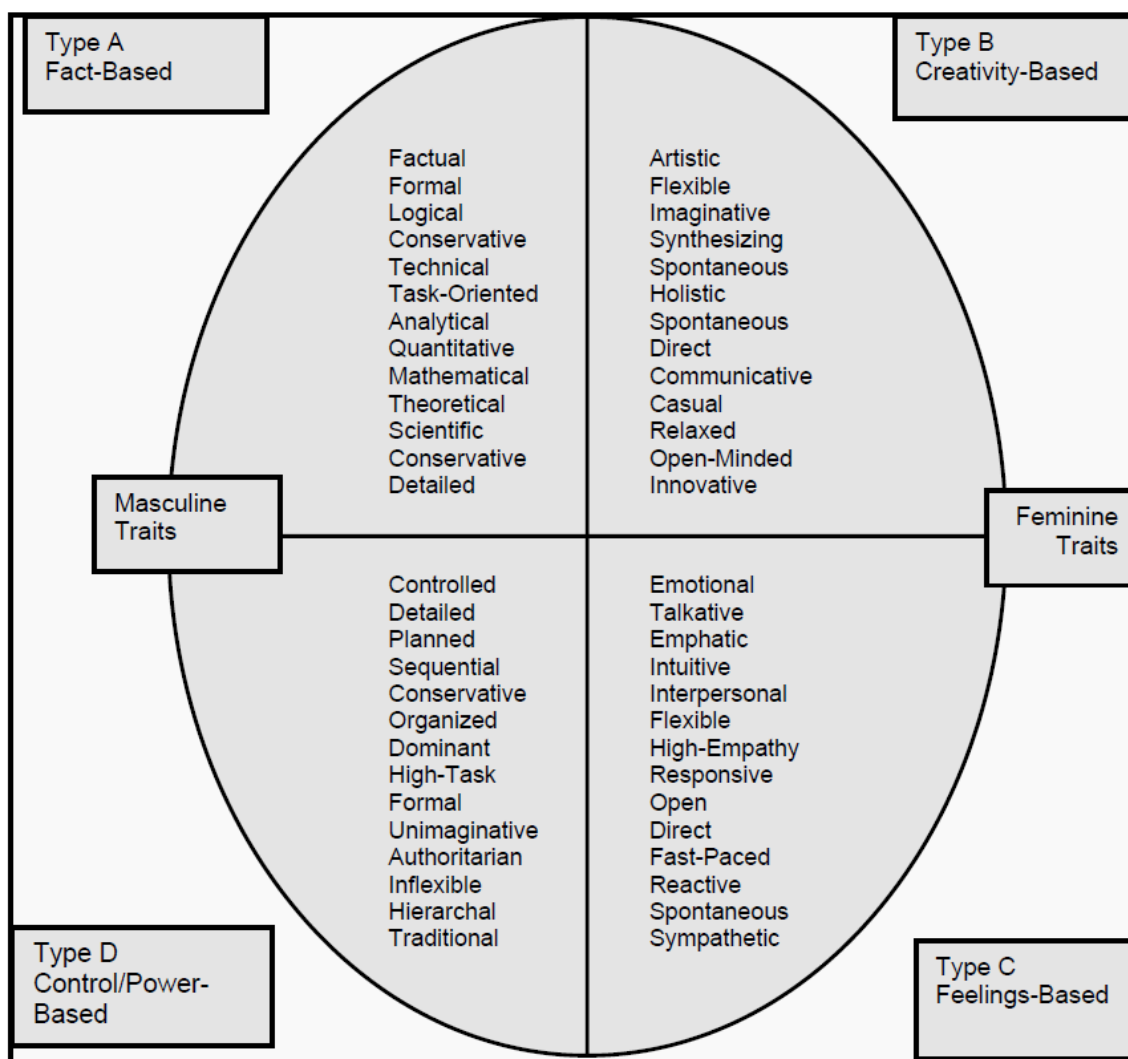 Type A
Fact-Based
Type B
Creativity-Based
Factual
Formal
Logical
Conservative
Technical
Task-Oriented
Analytical
Quantitative
Mathematical
Theoretical
Scientific
Conservative
Detailed
Artistic
Flexible
Imaginative
Synthesizing
Spontaneous
Holistic
Spontaneous
Direct
Communicative
Casual
Relaxed
Open-Minded
Innovative
Masculine
Traits
Feminine
Traits
Controlled
Detailed
Planned
Sequential
Conservative
Organized
Dominant
High-Task
Formal
Unimaginative
Authoritarian
Inflexible
Hierarchal
Traditional
Emotional
Talkative
Emphatic
Intuitive
Interpersonal
Flexible
High-Empathy
Responsive
Open
Direct
Fast-Paced
Reactive
Spontaneous
Sympathetic
Type D
Control/Power-
Based
Type C
Feelings-Based